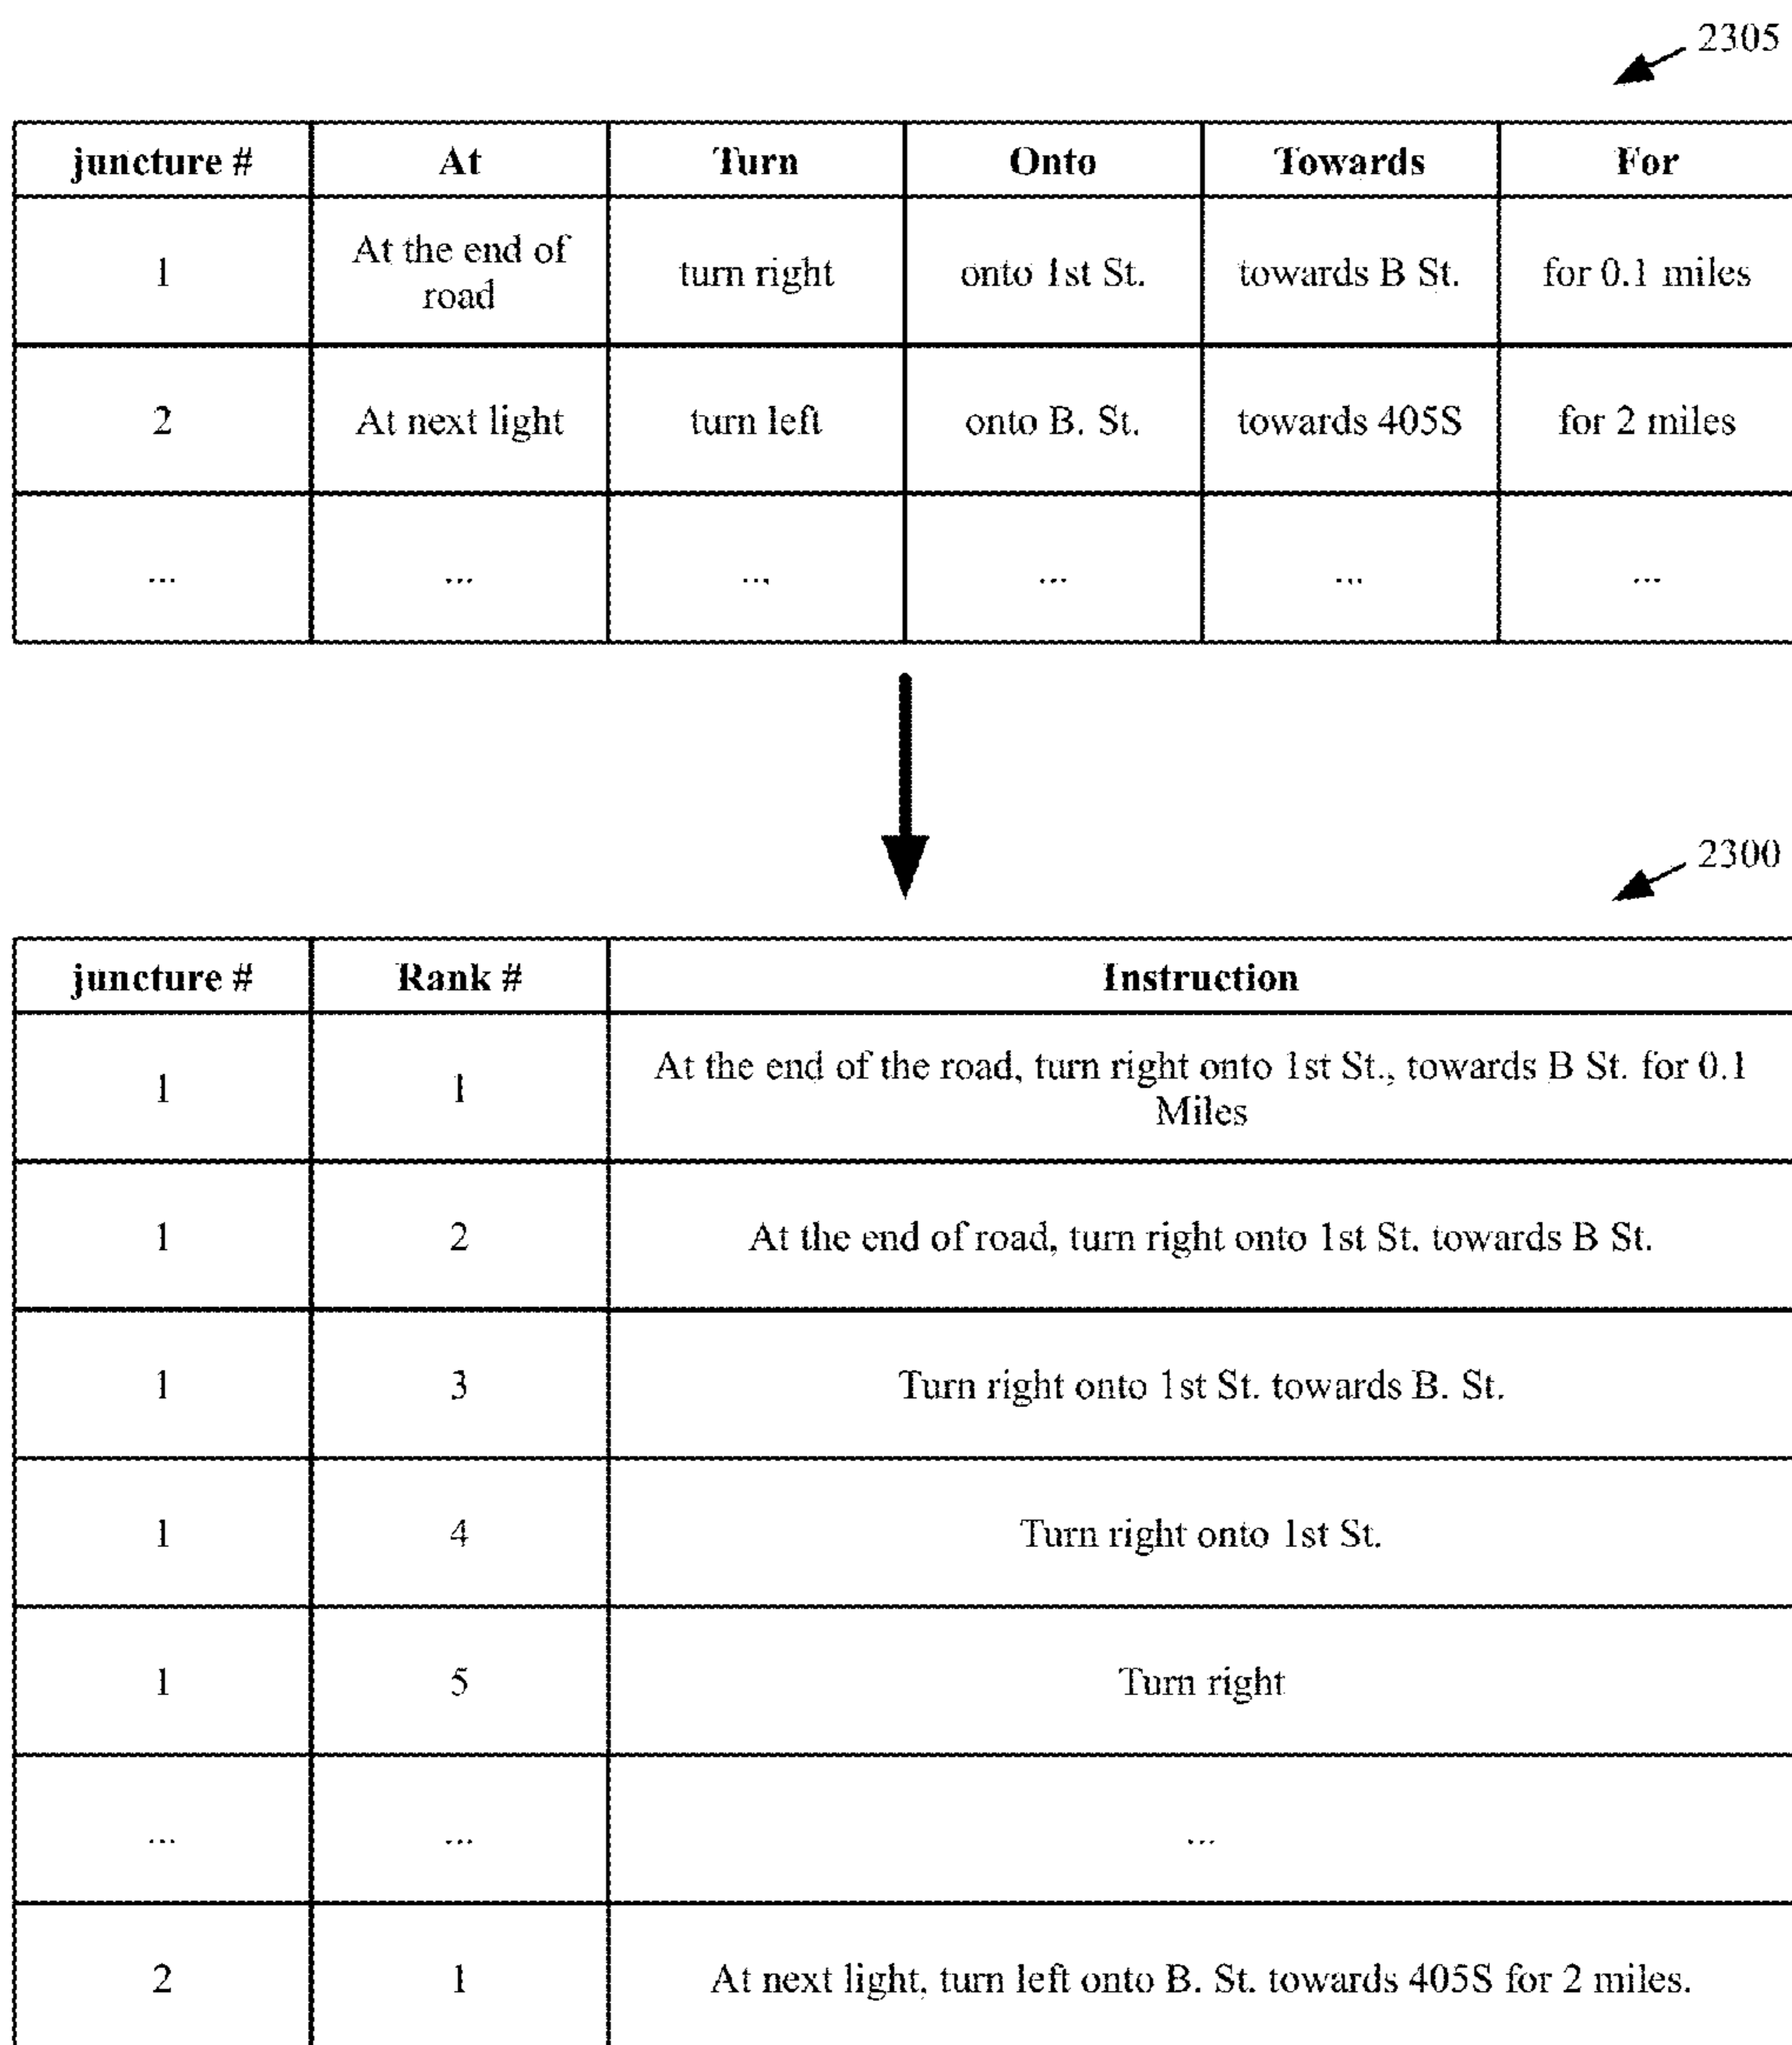 2305
juncture # At Turn Onto Towards For
1 At the end of road turn right onto 1st St. towards B St. for 0.1 miles
2 At next light turn left onto B. St. towards 405S for 2 miles
... ... ... ... ... ...
2300
juncture # Rank # Instruction
1 1 At the end of the road, turn right onto 1st St., towards B St. for 0.1
Miles
1 2 At the end of road, turn right onto 1st St. towards B St.
1 3 Turn right onto 1st St. towards B. St.
1 4 Turn right onto 1st St.
1 5 Turn right
... ... ...
2 1 At next light, turn left onto B. St. towards 405S for 2 miles.